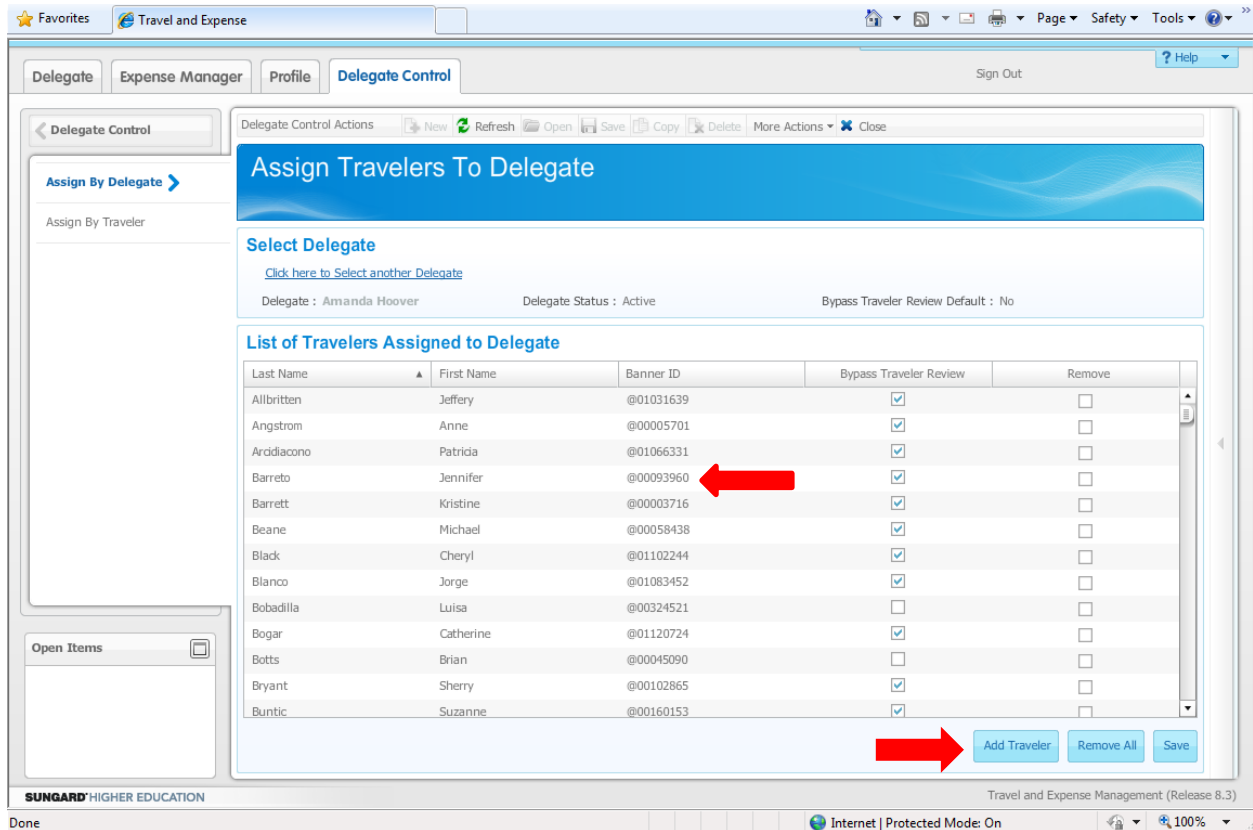 Favorites Travel and Expense Page Safety Tools »
Delegate Expense Manager Profile Delegate Control Sign Out ? Help
Delegate Control
Delegate Control Actions New Refresh Open Save Copy Delete More Actions Close
Assign By Delegate
Assign By Traveler
Assign Travelers To Delegate
Select Delegate
Click here to Select another Delegate
Delegate : Amanda Hoover Delegate Status : Active Bypass Traveler Review Default : No
List of Travelers Assigned to Delegate
Last Name First Name Banner ID Bypass Traveler Review Remove
Allbritten Jeffery @01031639
Angstrom Anne @00005701
Arcidiacono Patricia @01066331
Barreto Jennifer @00093960
Barrett Kristine @00003716
Beane Michael @00058438
Black Cheryl @01102244
Blanco Jorge @01083452
Bobadilla Luisa @00324521
Bogar Catherine @01120724
Botts Brian @00045090
Bryant Sherry @00102865
Buntic Suzanne @00160153
Open Items
Add Traveler Remove All Save
SUNGARD HIGHER EDUCATION Travel and Expense Management (Release 8.3)
Done Internet | Protected Mode: On 100%